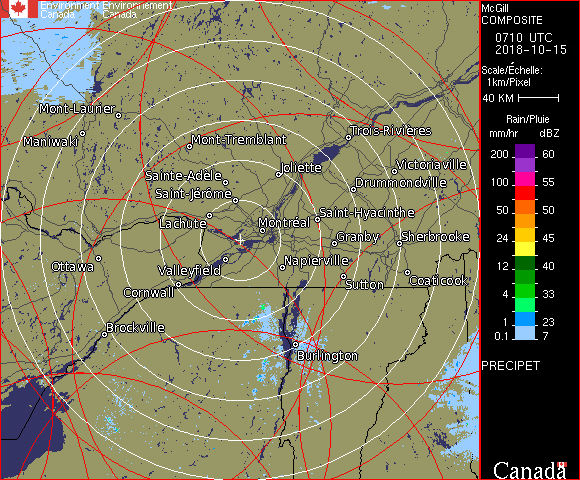 Environment Environnement
Canada Canada
McGill
COMPOSITE
0710 UTC
2018-10-15
Scale/Échelle:
1km/Pixel
40 KM
Rain/Pluie
mm/hr dBZ
200 60
100 55
50 50
24 45
12 40
4 33
1 23
0.1 7
PRECIPET
Canada
Mont-Laurier
Maniwaki
Mont-Tremblant
Trois-Rivières
Joliette
Victoriaville
Sainte-Adèle
Drummondville
Saint-Jérôme
Saint-Hyacinthe
Lachute
Montréal
Granby
Sherbrooke
Ottawa
Valleyfield
Napierville
Cornwall
Sutton
Coaticook
Brockville
Burlington